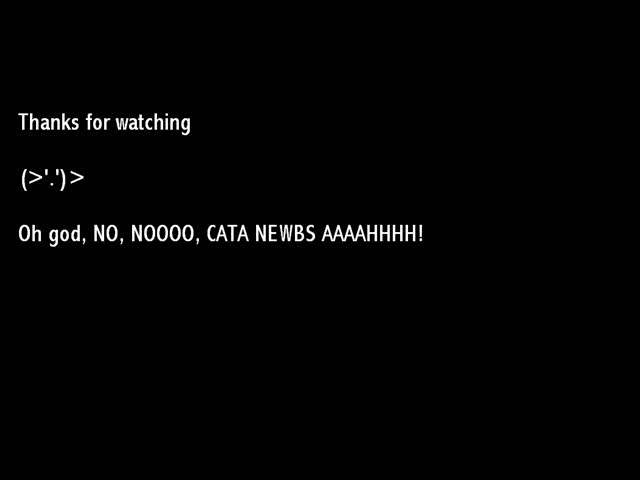 Thanks for watching
(>'.')>
Oh god, NO, NOOOO, CATA NEWBS AAAAHHHH!